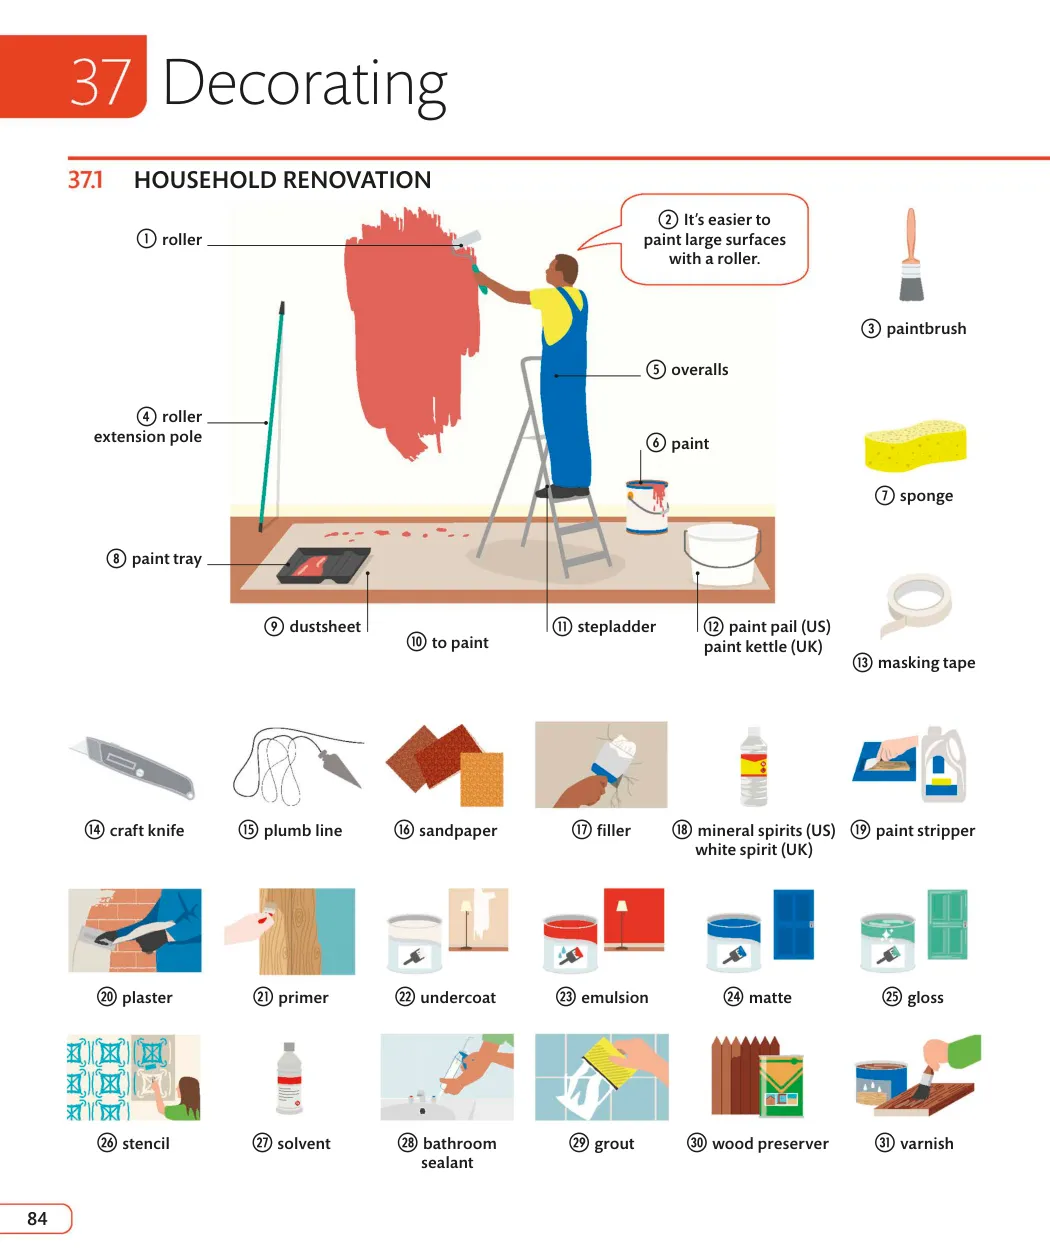 37 Decorating
37.1 HOUSEHOLD RENOVATION
① roller
② It's easier to
paint large surfaces
with a roller.
③ paintbrush
④ roller
extension pole
⑤ overalls
⑥ paint
⑦ sponge
⑧ paint tray
⑨ dustsheet
⑩ to paint
⑪ stepladder
⑫ paint pail (US)
paint kettle (UK)
⑬ masking tape
⑭ craft knife
⑮ plumb line
⑯ sandpaper
⑰ filler
⑱ mineral spirits (US)
white spirit (UK)
⑲ paint stripper
⑳ plaster
㉑ primer
㉒ undercoat
㉓ emulsion
㉔ matte
㉕ gloss
㉖ stencil
㉗ solvent
㉘ bathroom
sealant
㉙ grout
㉚ wood preserver
㉛ varnish
84